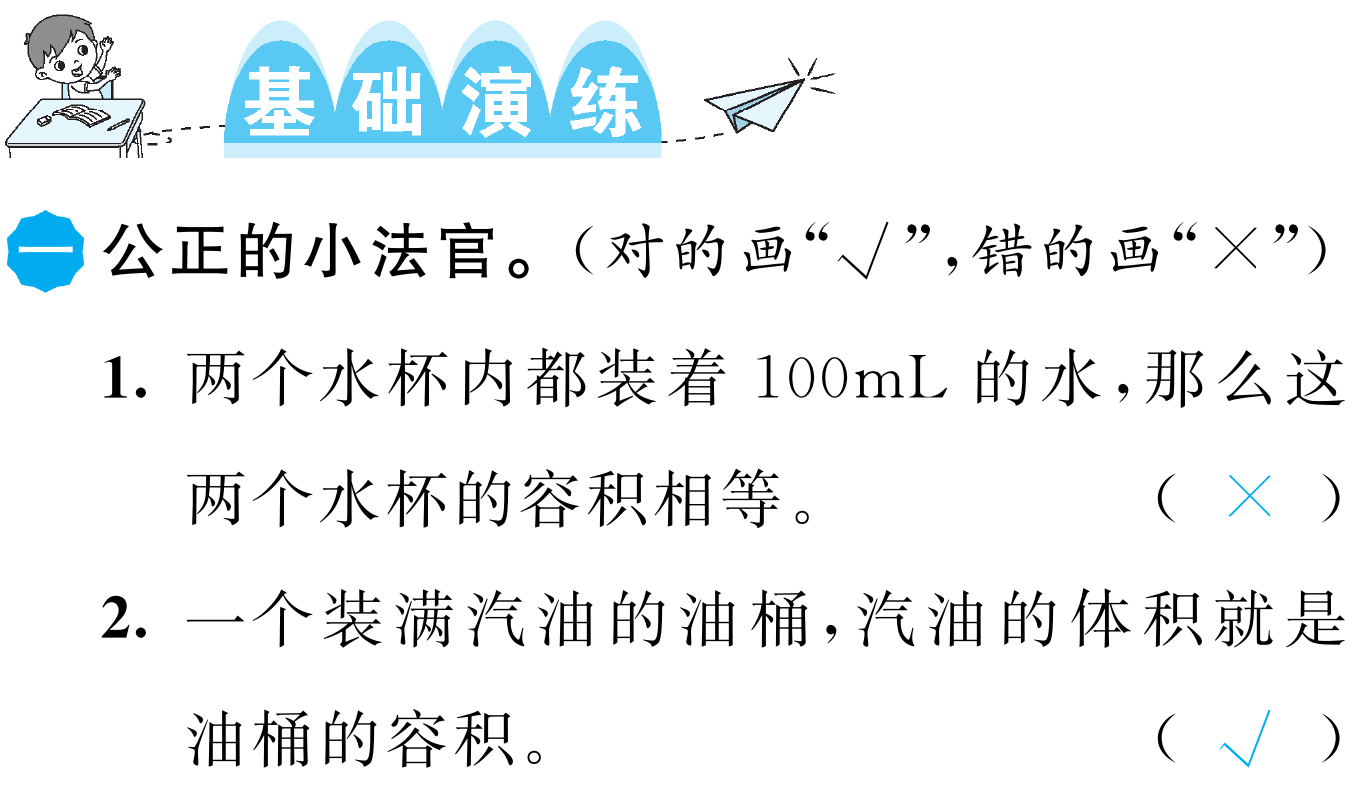 基础演练
一 公正的小法官。(对的画“√”,错的画“×”)
1. 两个水杯内都装着 100mL 的水,那么这
两个水杯的容积相等。 ( × )
2. 一个装满汽油的油桶,汽油的体积就是
油桶的容积。 ( √ )